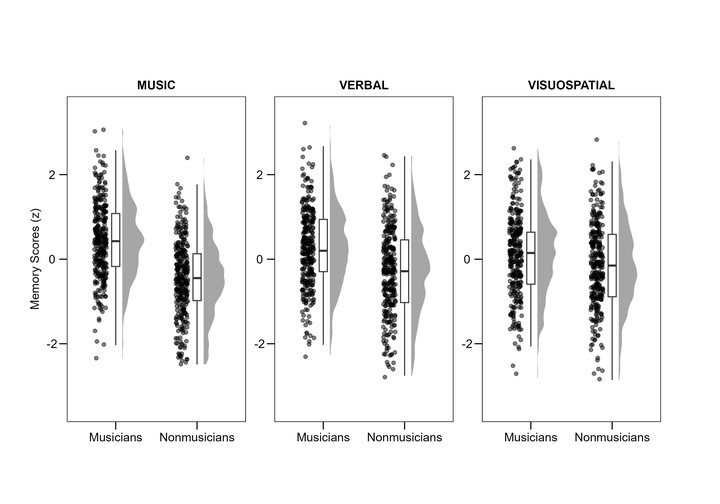 MUSIC VERBAL VISUOSPATIAL
Memory Scores (z)
2 2 2
0 0 0
-2 -2 -2
Musicians Nonmusicians Musicians Nonmusicians Musicians Nonmusicians